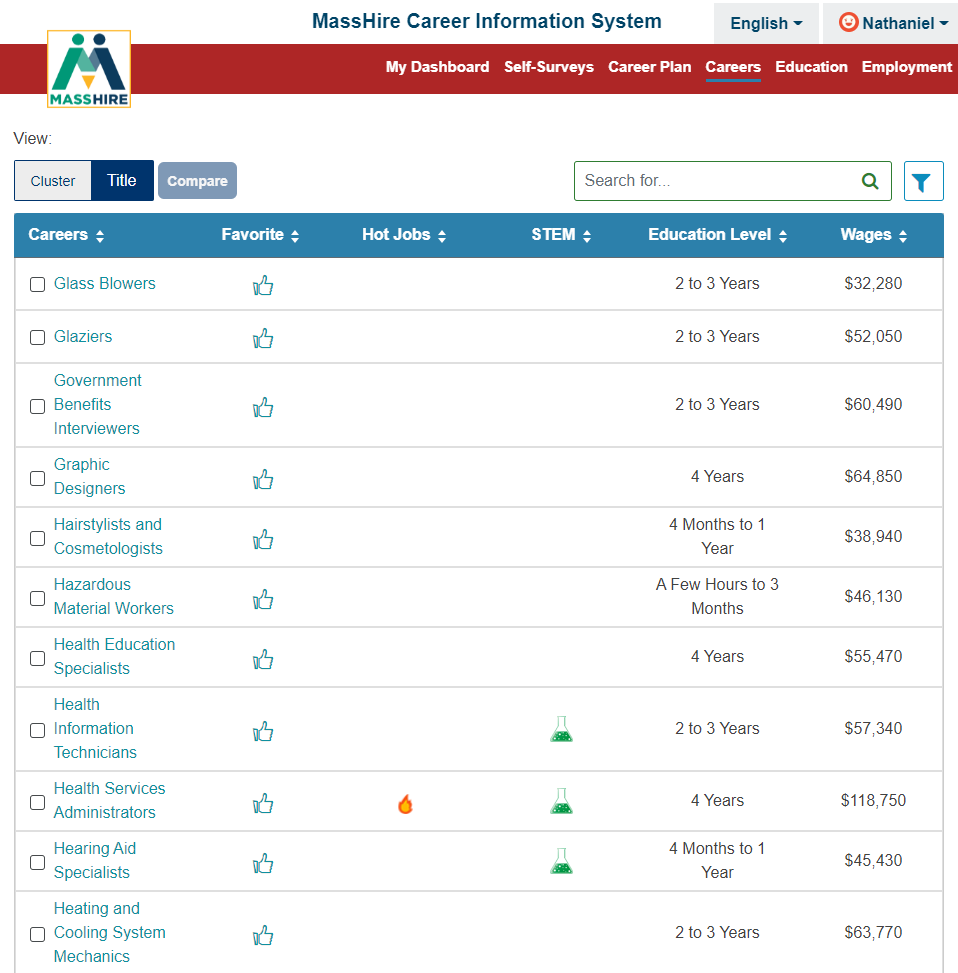 MassHire Career Information System
English
Nathaniel
MASSHIRE
My Dashboard Self-Surveys Career Plan Careers Education Employment
View:
Cluster Title Compare
Search for...
Careers Favorite Hot Jobs STEM Education Level Wages
Glass Blowers 2 to 3 Years $32,280
Glaziers 2 to 3 Years $52,050
Government
Benefits 2 to 3 Years $60,490
Interviewers
Graphic
4 Years $64,850
Designers
Hairstylists and 4 Months to 1
$38,940
Cosmetologists Year
Hazardous A Few Hours to 3
$46,130
Material Workers Months
Health Education
4 Years $55,470
Specialists
Health
Information 2 to 3 Years $57,340
Technicians
Health Services
4 Years $118,750
Administrators
Hearing Aid 4 Months to 1
$45,430
Specialists Year
Heating and
Cooling System 2 to 3 Years $63,770
Mechanics